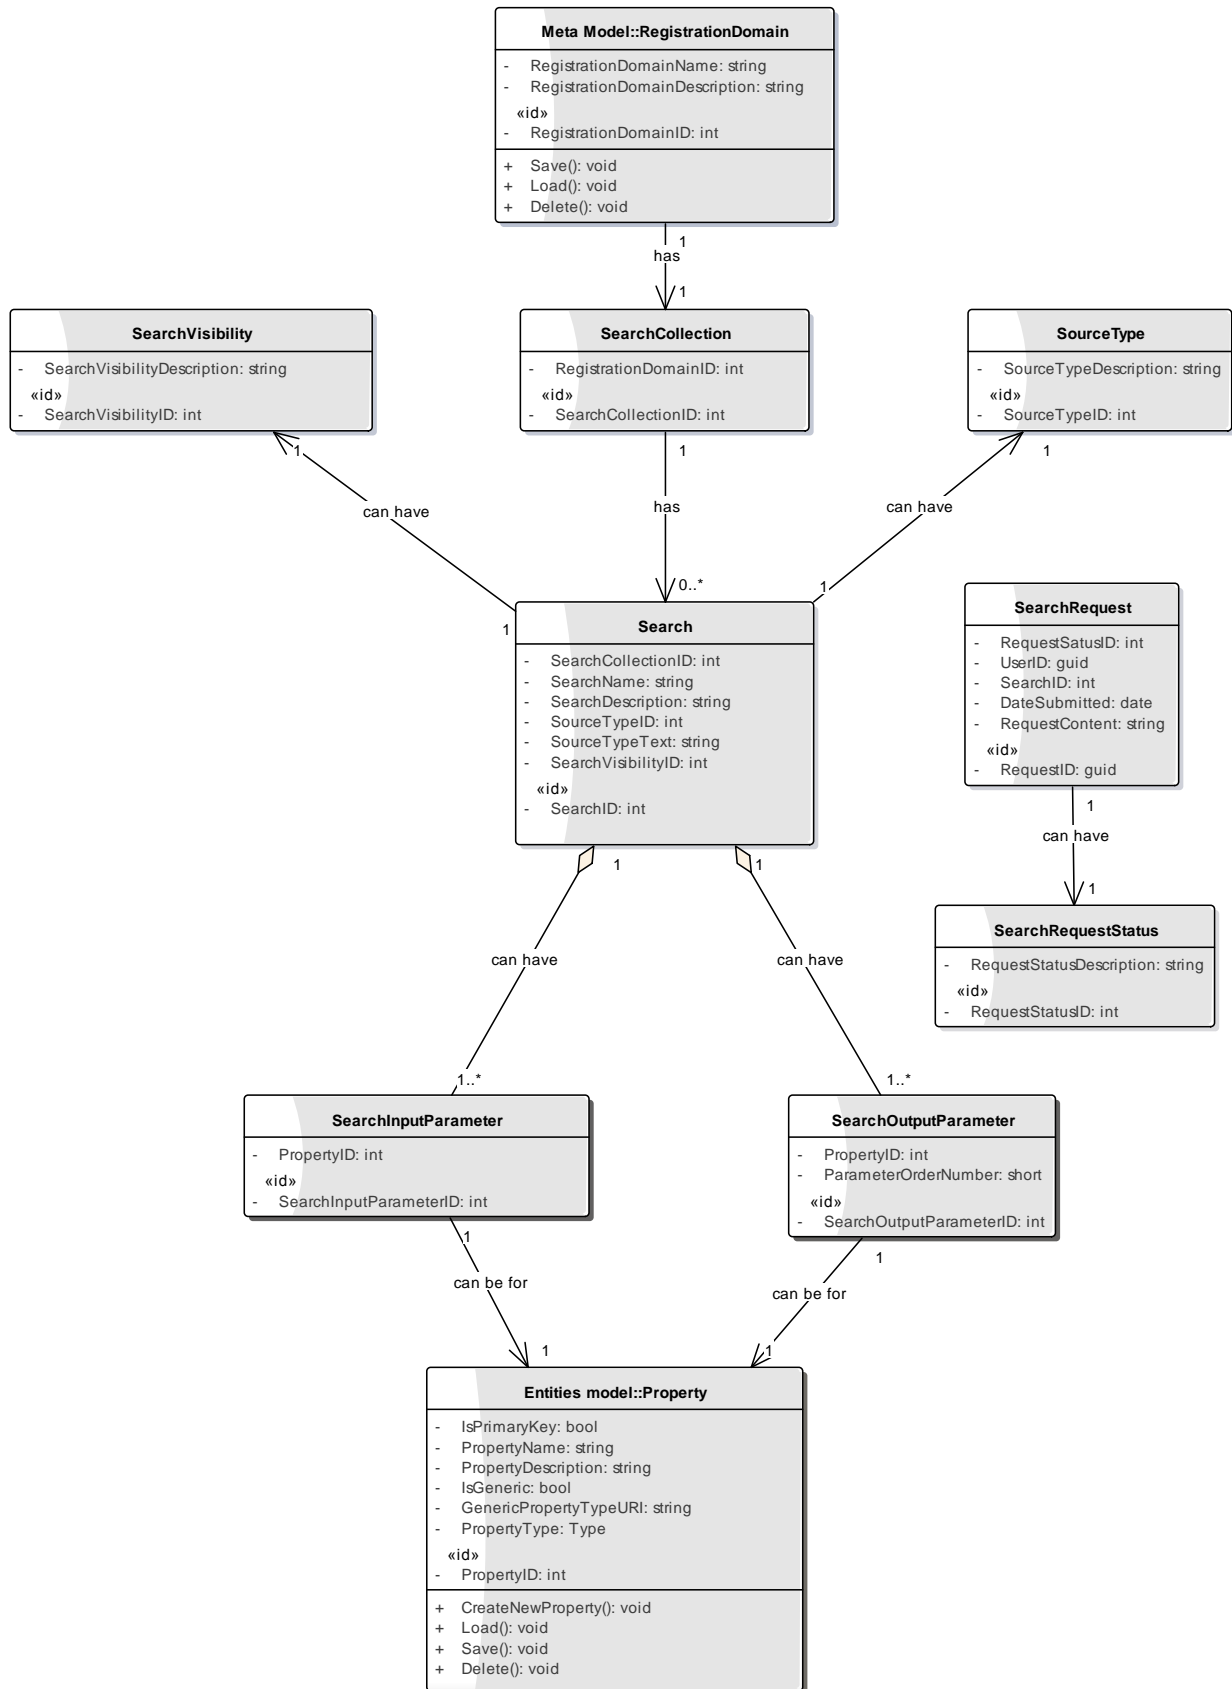 Meta Model::RegistrationDomain
- RegistrationDomainName: string
- RegistrationDomainDescription: string
«id»
- RegistrationDomainID: int
+ Save(): void
+ Load(): void
+ Delete(): void
1
has
1
SearchVisibility
- SearchVisibilityDescription: string
«id»
- SearchVisibilityID: int
SearchCollection
- RegistrationDomainID: int
«id»
- SearchCollectionID: int
SourceType
- SourceTypeDescription: string
«id»
- SourceTypeID: int
1
1
1
can have
has
can have
1
0..*
1
Search
- SearchCollectionID: int
- SearchName: string
- SearchDescription: string
- SourceTypeID: int
- SourceTypeText: string
- SearchVisibilityID: int
«id»
- SearchID: int
SearchRequest
- RequestSatusID: int
- UserID: guid
- SearchID: int
- DateSubmitted: date
- RequestContent: string
«id»
- RequestID: guid
1
can have
1
SearchRequestStatus
- RequestStatusDescription: string
«id»
- RequestStatusID: int
1
1
can have
can have
1..*
1..*
SearchInputParameter
- PropertyID: int
«id»
- SearchInputParameterID: int
SearchOutputParameter
- PropertyID: int
- ParameterOrderNumber: short
«id»
- SearchOutputParameterID: int
1
1
can be for
can be for
1
1
Entities model::Property
- IsPrimaryKey: bool
- PropertyName: string
- PropertyDescription: string
- IsGeneric: bool
- GenericPropertyTypeURI: string
- PropertyType: Type
«id»
- PropertyID: int
+ CreateNewProperty(): void
+ Load(): void
+ Save(): void
+ Delete(): void